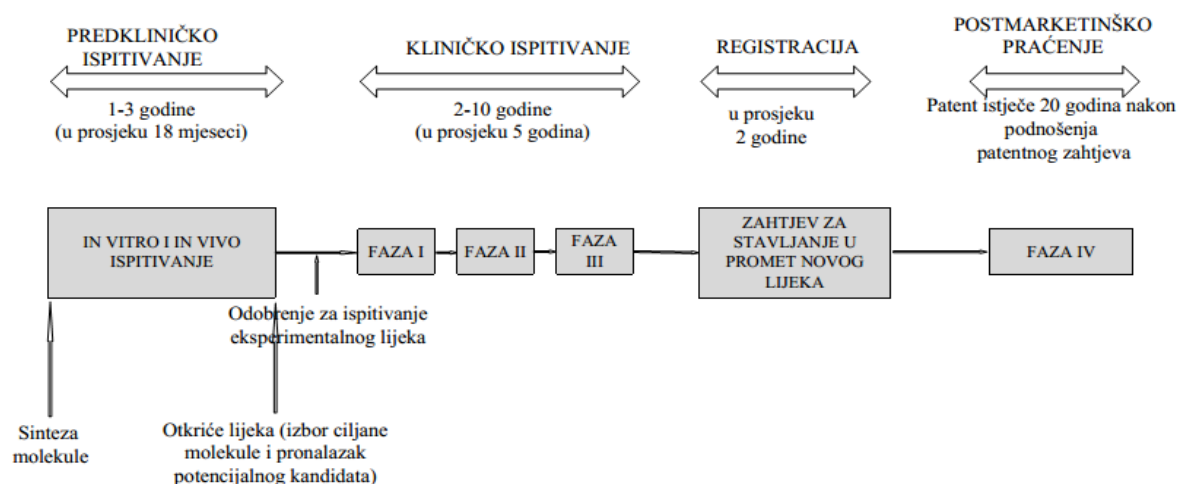 PREDKLINIČKO
ISPITIVANJE
1-3 godine
(u prosjeku 18 mjeseci)
KLINIČKO ISPITIVANJE
2-10 godine
(u prosjeku 5 godina)
REGISTRACIJA
u prosjeku
2 godine
POSTMARKETINŠKO
PRAĆENJE
Patent istječe 20 godina nakon
podnošenja
patentnog zahtjeva
IN VITRO I IN VIVO
ISPITIVANJE
FAZA I
FAZA II
FAZA
III
ZAHTJEV ZA
STAVLJANJE U
PROMET NOVOG
LIJEKA
FAZA IV
Odobrenje za ispitivanje
eksperimentalnog lijeka
Sinteza
molekule
Otkriće lijeka (izbor ciljane
molekule i pronalazak
potencijalnog kandidata)